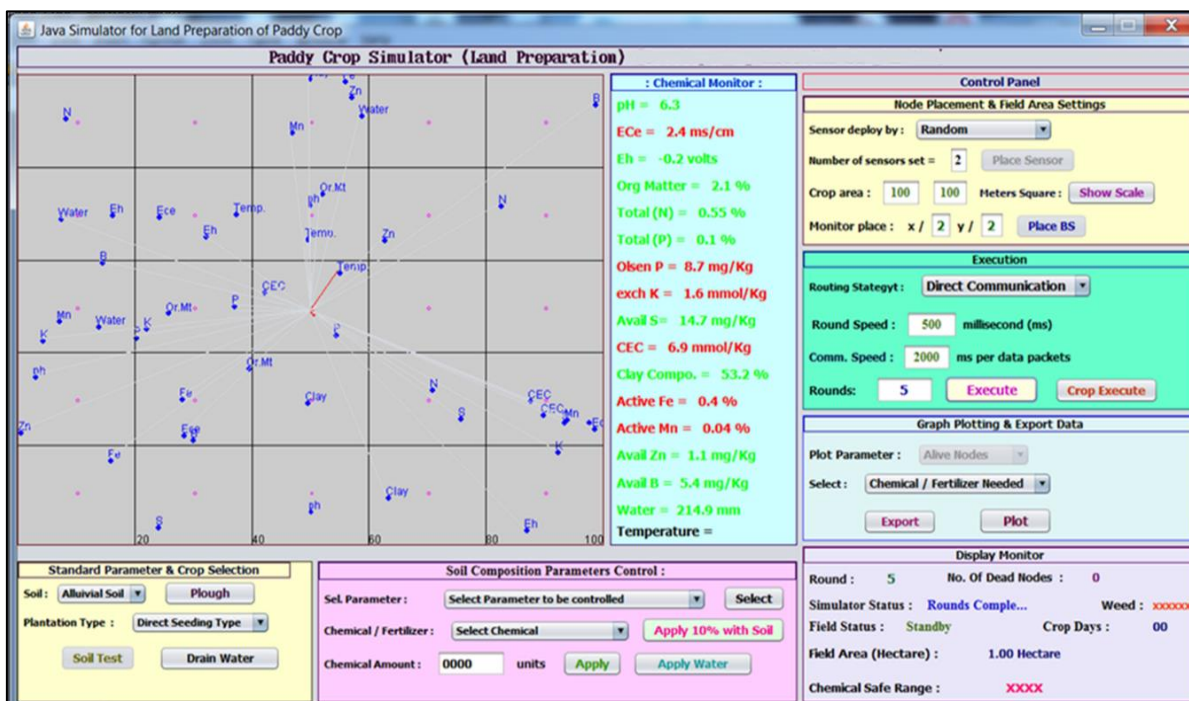 Java Simulator for Land Preparation of Paddy Crop
Paddy Crop Simulator (Land Preparation)
Zn
B
N
Water
Mn
Or.Mt
ph
N
Water
Eh
Ece
Temp.
Eh
Temp.
Zn
B
Temp.
CEC
P
Or.Mt
Mn
Water
K
K
P
P
Or.Mt
ph
N
Fe
Clay
CEC
CEC
Mn
S
Zn
Ece
K
Fe
Clay
ph
S
Eh
20
40
60
80
100
: Chemical Monitor :
pH = 6.3
ECe = 2.4 ms/cm
Eh = -0.2 volts
Org Matter = 2.1 %
Total (N) = 0.55 %
Total (P) = 0.1 %
Olsen P = 8.7 mg/Kg
exch K = 1.6 mmol/Kg
Avail S= 14.7 mg/Kg
CEC = 6.9 mmol/Kg
Clay Compo. = 53.2 %
Active Fe = 0.4 %
Active Mn = 0.04 %
Avail Zn = 1.1 mg/Kg
Avail B = 5.4 mg/Kg
Water = 214.9 mm
Temperature =
Control Panel
Node Placement & Field Area Settings
Sensor deploy by : Random
Number of sensors set = 2 Place Sensor
Crop area : 100 100 Meters Square : Show Scale
Monitor place : x / 2 y / 2 Place BS
Execution
Routing Stategyt : Direct Communication
Round Speed : 500 millisecond (ms)
Comm. Speed : 2000 ms per data packets
Rounds: 5 Execute Crop Execute
Graph Plotting & Export Data
Plot Parameter : Alive Nodes
Select : Chemical / Fertilizer Needed
Export Plot
Display Monitor
Round : 5 No. Of Dead Nodes : 0
Simulator Status : Rounds Comple... Weed : xxxxxx
Field Status : Standby Crop Days : 00
Field Area (Hectare) : 1.00 Hectare
Chemical Safe Range : XXXX
Standard Parameter & Crop Selection
Soil : Alluivial Soil Plough
Plantation Type : Direct Seeding Type
Soil Test Drain Water
Soil Composition Parameters Control :
Sel. Parameter : Select Parameter to be controlled Select
Chemical / Fertilizer : Select Chemical Apply 10% with Soil
Chemical Amount : 0000 units Apply Apply Water